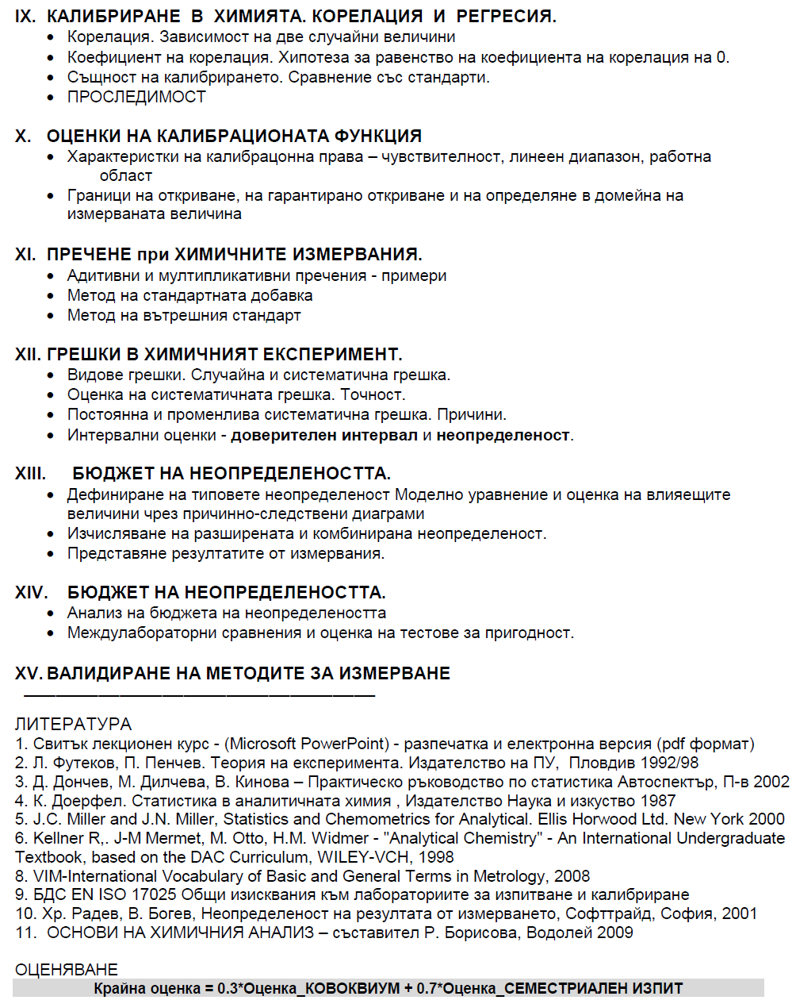 IX. КАЛИБРИРАНЕ В ХИМИЯТА. КОРЕЛАЦИЯ И РЕГРЕСИЯ.
• Корелация. Зависимост на две случайни величини
• Коефициент на корелация. Хипотеза за равенство на коефициента на корелация на 0.
• Същност на калибрирането. Сравнение със стандарти.
• ПРОСЛЕДИМОСТ
X. ОЦЕНКИ НА КАЛИБРАЦИОНАТА ФУНКЦИЯ
• Характеристки на калибрацонна права – чувствителност, линеен диапазон, работна
област
• Граници на откриване, на гарантирано откриване и на определяне в домейна на
измерваната величина
XI. ПРЕЧЕНЕ при ХИМИЧНИТЕ ИЗМЕРВАНИЯ.
• Адитивни и мултипликативни пречения - примери
• Метод на стандартната добавка
• Метод на вътрешния стандарт
XII. ГРЕШКИ В ХИМИЧНИЯТ ЕКСПЕРИМЕНТ.
• Видове грешки. Случайна и систематична грешка.
• Оценка на систематичната грешка. Точност.
• Постоянна и променлива систематична грешка. Причини.
• Интервални оценки - доверителен интервал и неопределеност.
XIII. БЮДЖЕТ НА НЕОПРЕДЕЛЕНОСТТА.
• Дефиниране на типовете неопределеност Моделно уравнение и оценка на влияещите
величини чрез причинно-следствени диаграми
• Изчисляване на разширената и комбинирана неопределеност.
• Представяне резултатите от измервания.
XIV. БЮДЖЕТ НА НЕОПРЕДЕЛЕНОСТТА.
• Анализ на бюджета на неопределеността
• Междулабораторни сравнения и оценка на тестове за пригодност.
XV. ВАЛИДИРАНЕ НА МЕТОДИТЕ ЗА ИЗМЕРВАНЕ
ЛИТЕРАТУРА
1. Свитък лекционен курс - (Microsoft PowerPoint) - разпечатка и електронна версия (pdf формат)
2. Л. Футеков, П. Пенчев. Теория на експеримента. Издателство на ПУ, Пловдив 1992/98
3. Д. Дончев, М. Дилчева, В. Кинова – Практическо ръководство по статистика Автоспектър, П-в 2002
4. К. Доерфел. Статистика в аналитичната химия , Издателство Наука и изкуство 1987
5. J.C. Miller and J.N. Miller, Statistics and Chemometrics for Analytical. Ellis Horwood Ltd. New York 2000
6. Kellner R,. J-M Mermet, M. Otto, H.M. Widmer - "Analytical Chemistry" - An International Undergraduate
Textbook, based on the DAC Curriculum, WILEY-VCH, 1998
8. VIM-International Vocabulary of Basic and General Terms in Metrology, 2008
9. БДС EN ISO 17025 Общи изисквания към лабораториите за изпитване и калибриране
10. Хр. Радев, В. Богев, Неопределеност на резултата от измерването, Софттрайд, София, 2001
11. ОСНОВИ НА ХИМИЧНИЯ АНАЛИЗ – съставител Р. Борисова, Водолей 2009
ОЦЕНЯВАНЕ
Крайна оценка = 0.3*Оценка_КОВОКВИУМ + 0.7*Оценка_СЕМЕСТРИАЛЕН ИЗПИТ